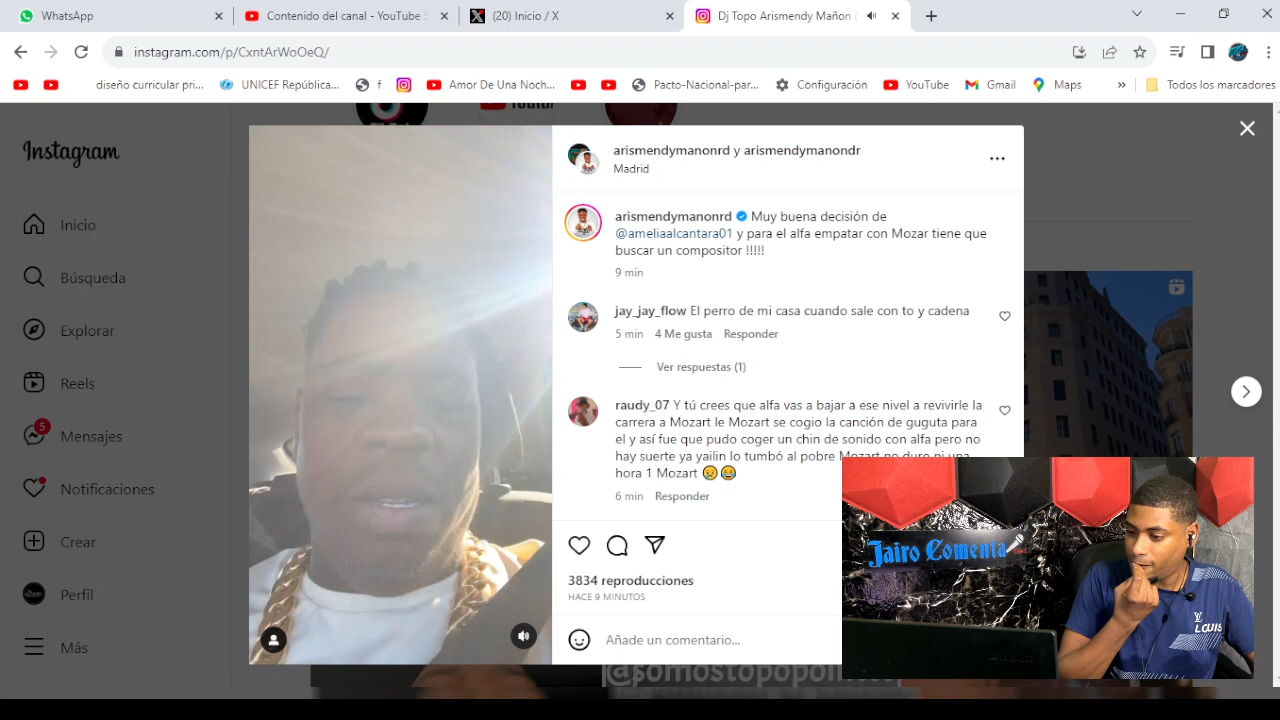 WhatsApp
Contenido del canal - YouTube S
(20) Inicio / X
Dj Topo Arismendy Mañon (
instagram.com/p/CxntArWoOeQ/
diseño curricular pri...
UNICEF República...
f
Amor De Una Noch...
Pacto-Nacional-par...
Configuración
YouTube
Gmail
Maps
»
Todos los marcadores
Instagram
Inicio
Búsqueda
Explorar
Reels
5
Mensajes
Notificaciones
Crear
Perfil
Más
arismendymanonrd y arismendymanondr
Madrid
arismendymanonrd Muy buena decisión de
@ameliaalcantara01 y para el alfa empatar con Mozar tiene que
buscar un compositor !!!!!
9 min
jay_jay_flow El perro de mi casa cuando sale con to y cadena
5 min 4 Me gusta Responder
Ver respuestas (1)
raudy_07 Y tú crees que alfa vas a bajar a ese nivel a revivirle la
carrera a Mozart le Mozart se cogio la canción de guguta para
el y así fue que pudo coger un chin de sonido con alfa pero no
hay suerte ya yailin lo tumbó al pobre Mozart no duro ni una
hora 1 Mozart 😥😂
6 min Responder
3834 reproducciones
HACE 9 MINUTOS
Añade un comentario...
Jairo Comenta
LV
LOUIS